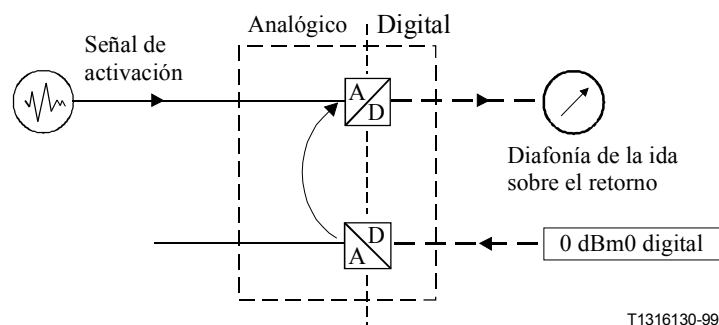 Analógico
Digital
Señal de
activación
A
D
Diafonía de la ida
sobre el retorno
D
A
0 dBm0 digital
T1316130-99